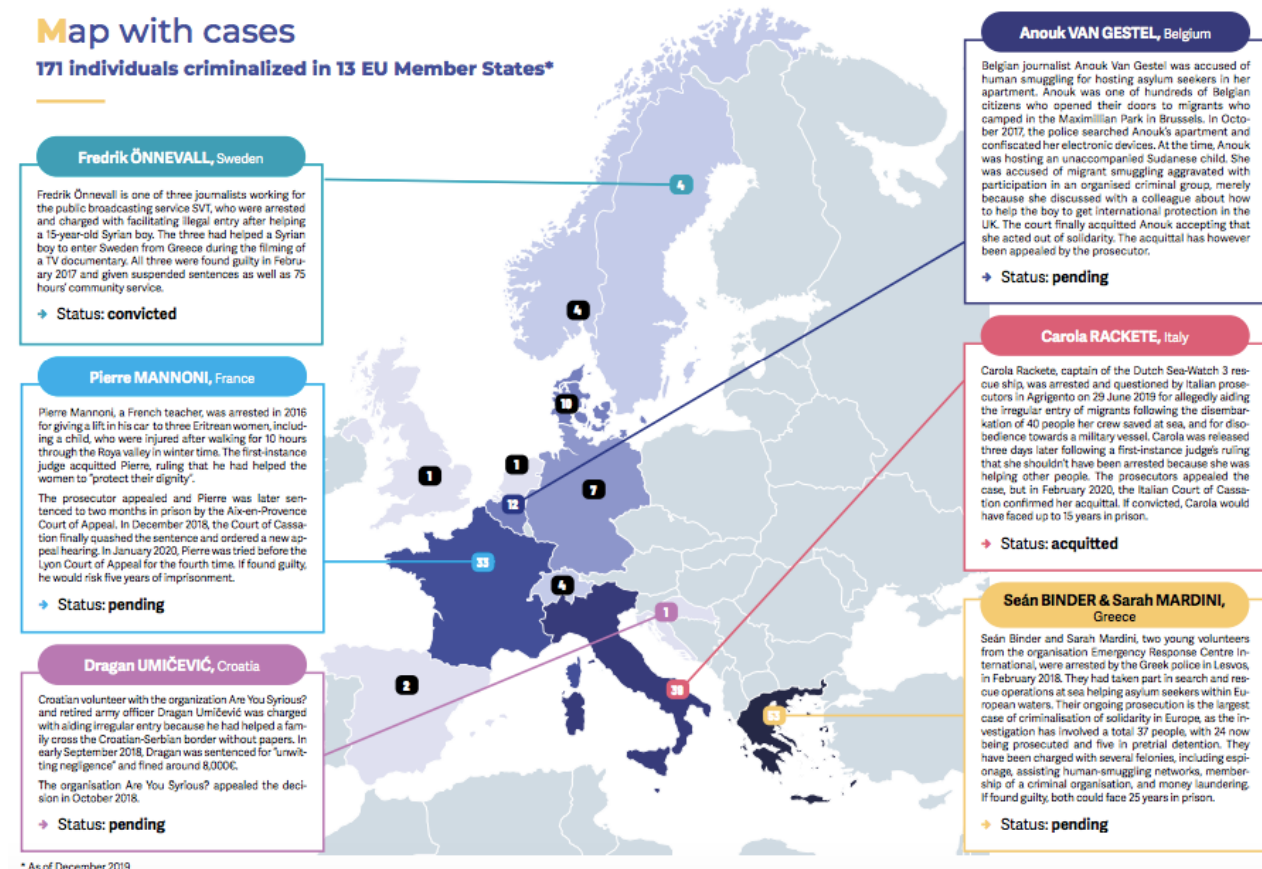 Map with cases
171 individuals criminalized in 13 EU Member States*
Fredrik ÖNNEVALL, Sweden
Fredrik Önnevall is one of three journalists working for
the public broadcasting service SVT, who were arrested
and charged with facilitating illegal entry after helping
a 15-year-old Syrian boy. The three had helped a Syrian
boy to enter Sweden from Greece during the filming of
a TV documentary. All three were found guilty in Febru-
ary 2017 and given suspended sentences as well as 75
hours' community service.
→ Status: convicted
Pierre MANNONI, France
Pierre Mannoni, a French teacher, was arrested in 2016
for giving a lift in his car to three Eritrean women, includ-
ing a child, who were injured after walking for 10 hours
through the Roya valley in winter time. The first-instance
judge acquitted Pierre, ruling that he had helped the
women to "protect their dignity".
The prosecutor appealed and Pierre was later sen-
tenced to two months in prison by the Aix-en-Provence
Court of Appeal. In December 2018, the Court of Cassa-
tion finally quashed the sentence and ordered a new ap-
peal hearing. In January 2020, Pierre was tried before the
Lyon Court of Appeal for the fourth time. If found guilty,
he would risk five years of imprisonment.
→ Status: pending
Dragan UMIČEVIĆ, Croatia
Croatian volunteer with the organization Are You Syrious?
and retired army officer Dragan Umičević was charged
with aiding irregular entry because he had helped a fam-
ily cross the Croatian-Serbian border without papers. In
early September 2018, Dragan was sentenced for "unwit-
ting negligence" and fined around 8,000€.
The organisation Are You Syrious? appealed the deci-
sion in October 2018.
→ Status: pending
* As of December 2019
4
4
10
1
1
7
12
33
4
1
2
39
53
Anouk VAN GESTEL, Belgium
Belgian journalist Anouk Van Gestel was accused of
human smuggling for hosting asylum seekers in her
apartment. Anouk was one of hundreds of Belgian
citizens who opened their doors to migrants who
camped in the Maximillian Park in Brussels. In Octo-
ber 2017, the police searched Anouk's apartment and
confiscated her electronic devices. At the time, Anouk
was hosting an unaccompanied Sudanese child. She
was accused of migrant smuggling aggravated with
participation in an organised criminal group, merely
because she discussed with a colleague about how
to help the boy to get international protection in the
UK. The court finally acquitted Anouk accepting that
she acted out of solidarity. The acquittal has however
been appealed by the prosecutor.
→ Status: pending
Carola RACKETE, Italy
Carola Rackete, captain of the Dutch Sea-Watch 3 res-
cue ship, was arrested and questioned by Italian prose-
cutors in Agrigento on 29 June 2019 for allegedly aiding
the irregular entry of migrants following the disembar-
kation of 40 people her crew saved at sea, and for diso-
bedience towards a military vessel. Carola was released
three days later following a first-instance judge's ruling
that she shouldn't have been arrested because she was
helping other people. The prosecutors appealed the
case, but in February 2020, the Italian Court of Cassa-
tion confirmed her acquittal. If convicted, Carola would
have faced up to 15 years in prison.
→ Status: acquitted
Seán BINDER & Sarah MARDINI,
Greece
Seán Binder and Sarah Mardini, two young volunteers
from the organisation Emergency Response Centre In-
ternational, were arrested by the Greek police in Lesvos,
in February 2018. They had taken part in search and res-
cue operations at sea helping asylum seekers within Eu-
ropean waters. Their ongoing prosecution is the largest
case of criminalisation of solidarity in Europe, as the in-
vestigation has involved a total 37 people, with 24 now
being prosecuted and five in pretrial detention. They
have been charged with several felonies, including espi-
onage, assisting human-smuggling networks, member-
ship of a criminal organisation, and money laundering.
If found guilty, both could face 25 years in prison.
→ Status: pending